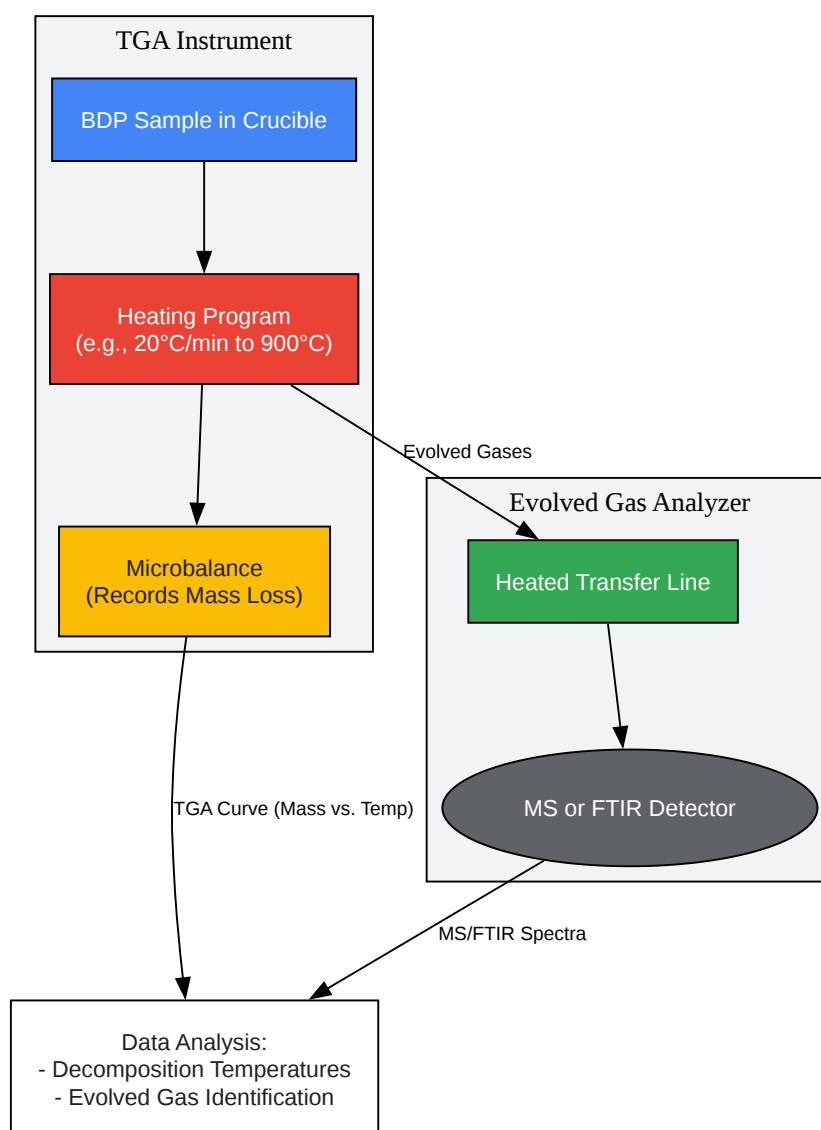 TGA Instrument
BDP Sample in Crucible
Heating Program
(e.g., 20°C/min to 900°C)
Evolved Gases
Evolved Gas Analyzer
Microbalance
(Records Mass Loss)
Heated Transfer Line
TGA Curve (Mass vs. Temp)
MS or FTIR Detector
MS/FTIR Spectra
Data Analysis:
- Decomposition Temperatures
- Evolved Gas Identification